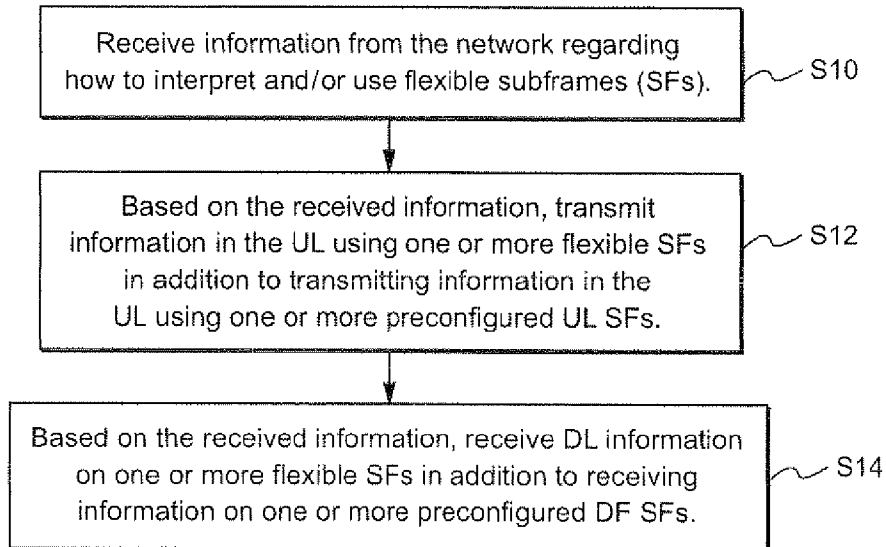 Receive information from the network regarding
how to interpret and/or use flexible subframes (SFs).
S10
Based on the received information, transmit
information in the UL using one or more flexible SFs
in addition to transmitting information in the
UL using one or more preconfigured UL SFs.
S12
Based on the received information, receive DL information
on one or more flexible SFs in addition to receiving
information on one or more preconfigured DF SFs.
S14